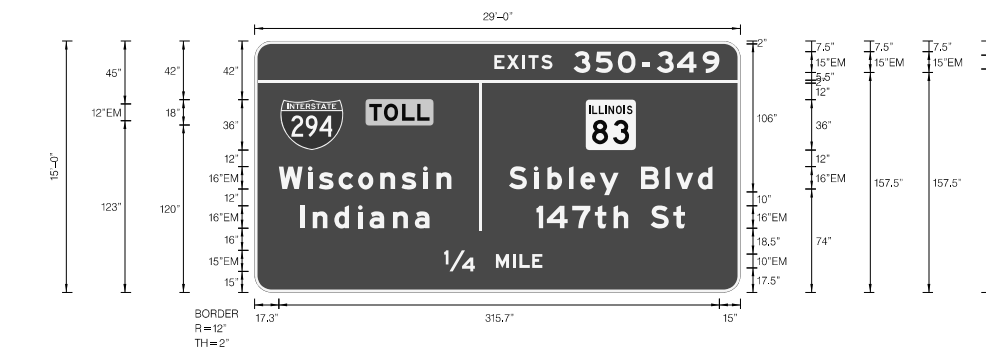 29'-0"
EXITS 350-349
INTERSTATE
294
TOLL
ILLINOIS
83
Wisconsin
Indiana
Sibley Blvd
147th St
1/4 MILE
15'-0"
45"
12"EM
123"
42"
18"
120"
42"
36"
12"
16"EM
12"
16"EM
16"
15"EM
15"
2"
106"
10"
16"EM
18.5"
10"EM
17.5"
7.5"
15"EM
5.5"
2"
12"
36"
12"
16"EM
74"
7.5"
15"EM
157.5"
7.5"
15"EM
157.5"
BORDER
R=12"
TH=2"
17.3"
315.7"
15"